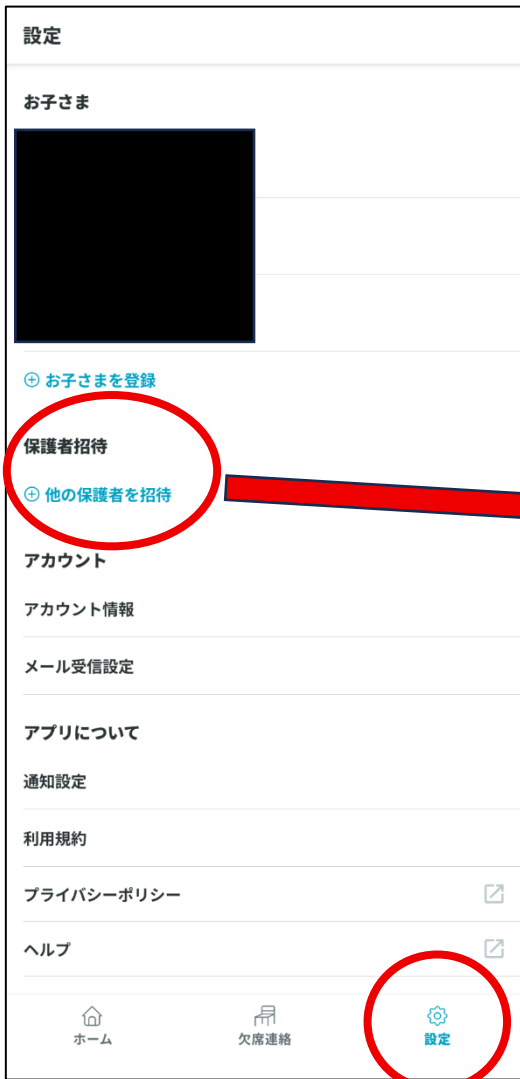 設定
お子さま
お子さまを登録
保護者招待
他の保護者を招待
アカウント
アカウント情報
メール受信設定
アプリについて
通知設定
利用規約
プライバシーポリシー
ヘルプ
ホーム
欠席連絡
設定